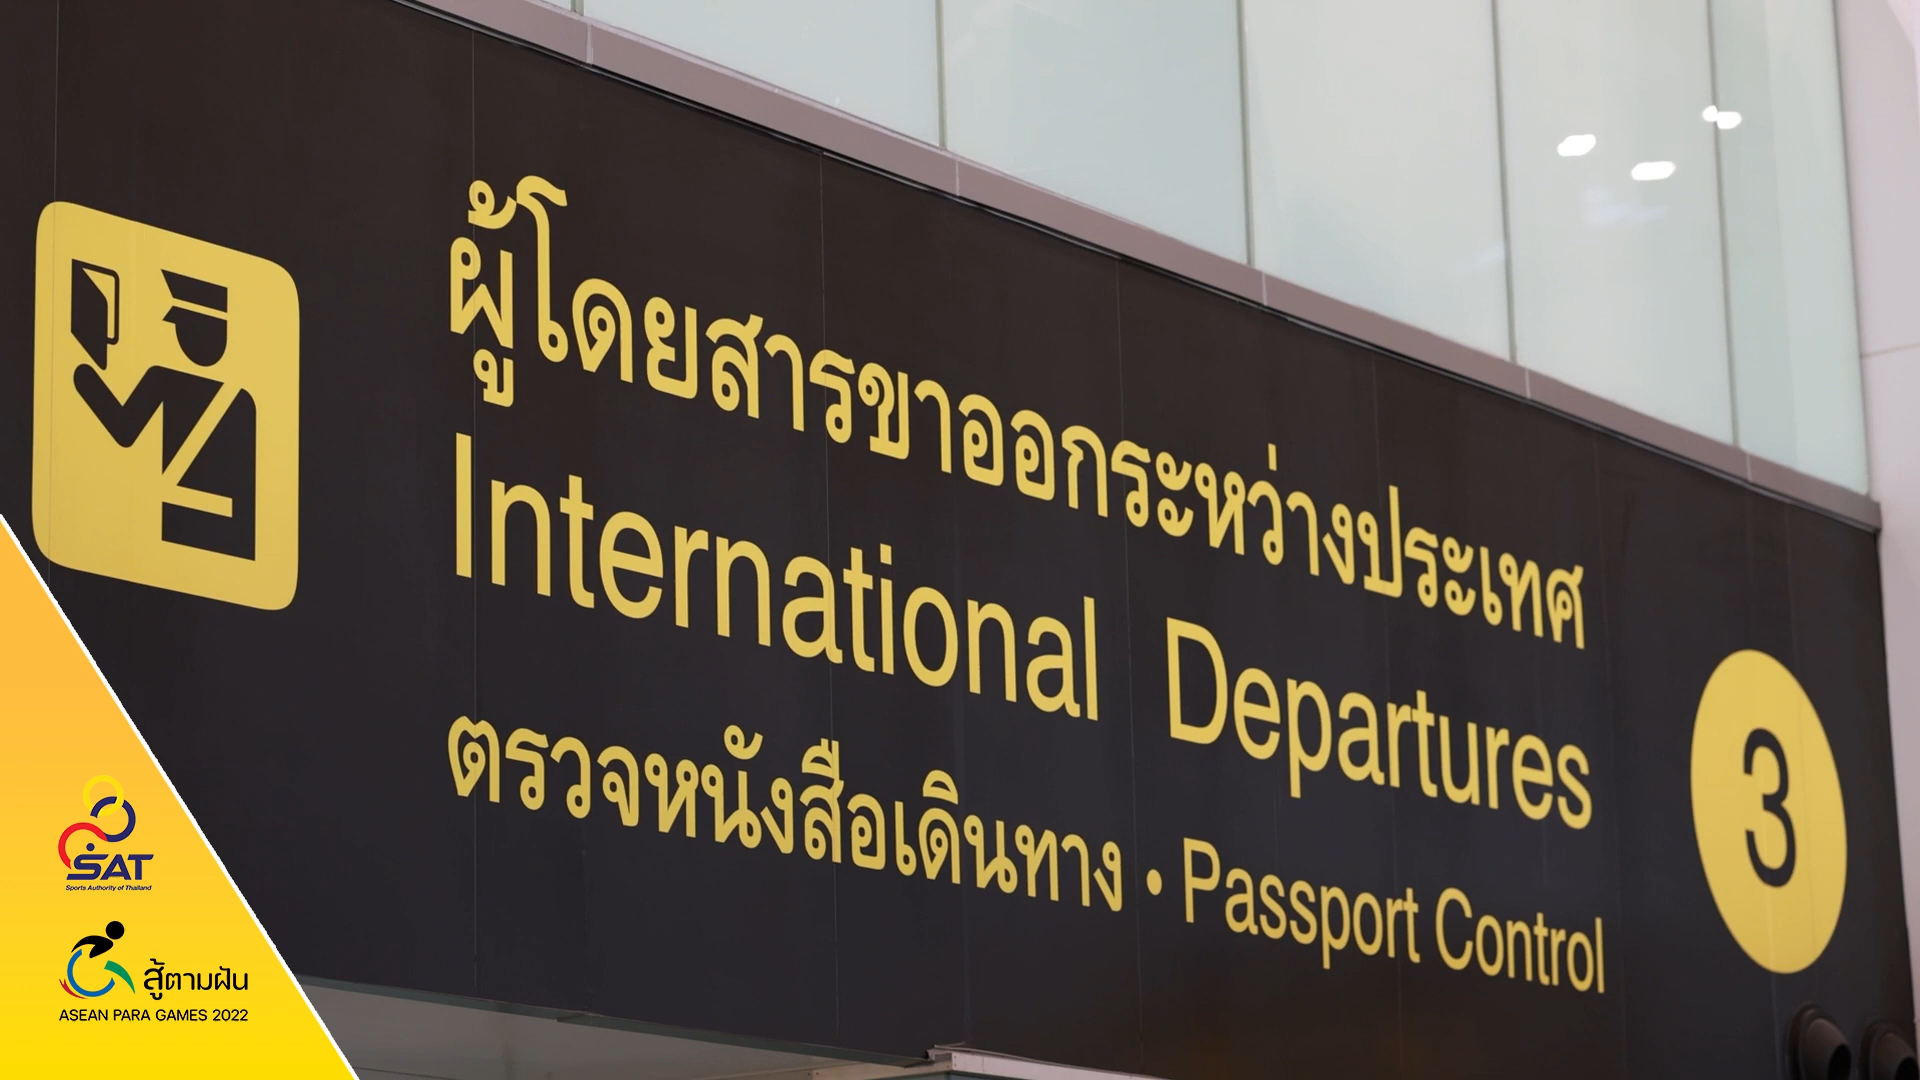 ผู้โดยสารขาออกระหว่างประเทศ
International Departures
ตรวจหนังสือเดินทาง • Passport Control
3
SAT
Sports Authority of Thailand
สู้ตามฝัน
ASEAN PARA GAMES 2022